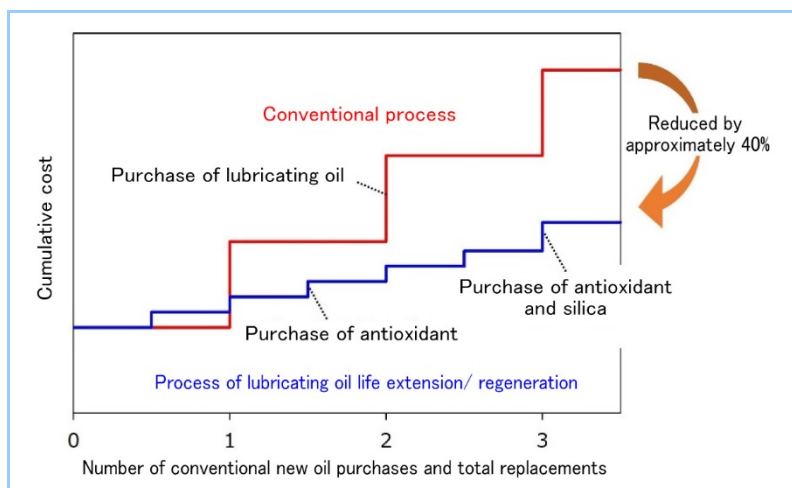 Conventional process
Reduced by
approximately 40%
Purchase of lubricating oil
Cumulative cost
Purchase of antioxidant
and silica
Purchase of antioxidant
Process of lubricating oil life extension/ regeneration
0 1 2 3
Number of conventional new oil purchases and total replacements